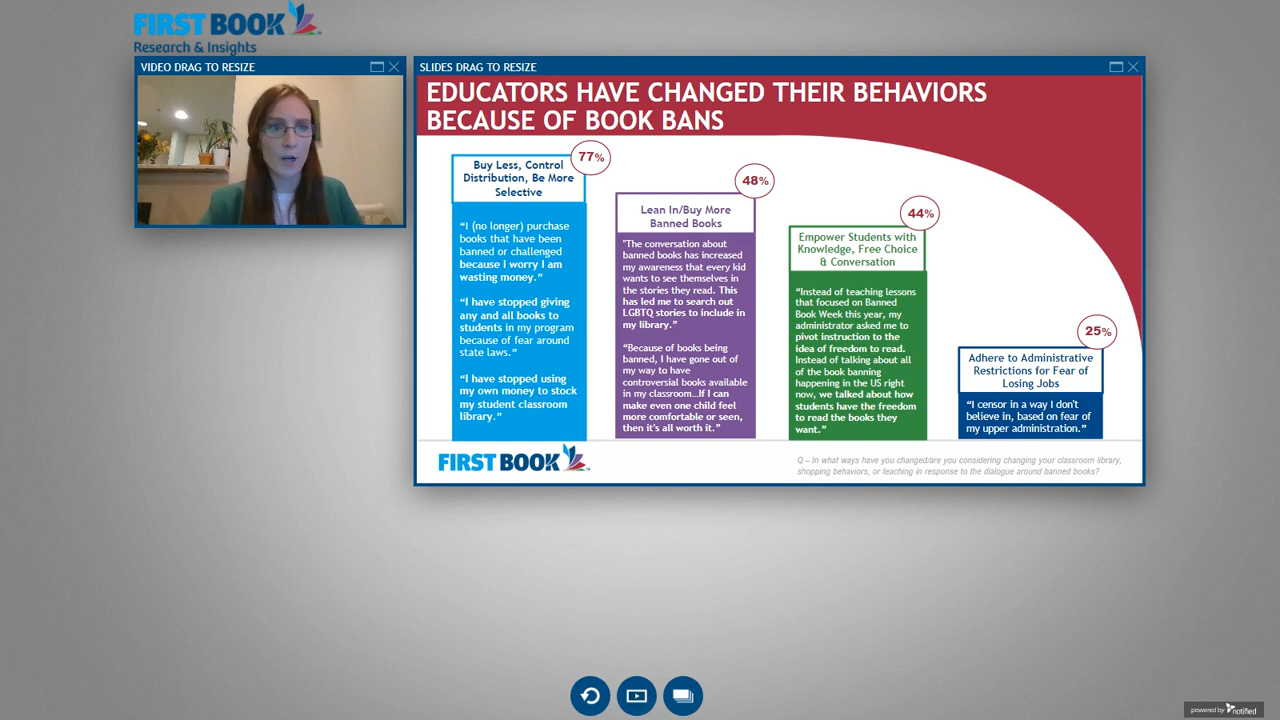 FIRST BOOK
Research & Insights
VIDEO DRAG TO RESIZE
SLIDES DRAG TO RESIZE
EDUCATORS HAVE CHANGED THEIR BEHAVIORS
BECAUSE OF BOOK BANS
77%
Buy Less, Control
Distribution, Be More
Selective
“I (no longer) purchase
books that have been
banned or challenged
because I worry I am
wasting money.”
“I have stopped giving
any and all books to
students in my program
because of fear around
state laws.”
“I have stopped using
my own money to stock
my student classroom
library.”
48%
Lean In/Buy More
Banned Books
"The conversation about
banned books has increased
my awareness that every kid
wants to see themselves in
the stories they read. This
has led me to search out
LGBTQ stories to include in
my library.”
“Because of books being
banned, I have gone out of
my way to have
controversial books available
in my classroom…If I can
make even one child feel
more comfortable or seen,
then it's all worth it.”
44%
Empower Students with
Knowledge, Free Choice
& Conversation
“Instead of teaching lessons
that focused on Banned
Book Week this year, my
administrator asked me to
pivot instruction to the
idea of freedom to read.
Instead of talking about all
of the book banning
happening in the US right
now, we talked about how
students have the freedom
to read the books they
want.”
25%
Adhere to Administrative
Restrictions for Fear of
Losing Jobs
“I censor in a way I don't
believe in, based on fear of
my upper administration.”
FIRST BOOK
Q – In what ways have you changed/are you considering changing your classroom library,
shopping behaviors, or teaching in response to the dialogue around banned books?
powered by notified